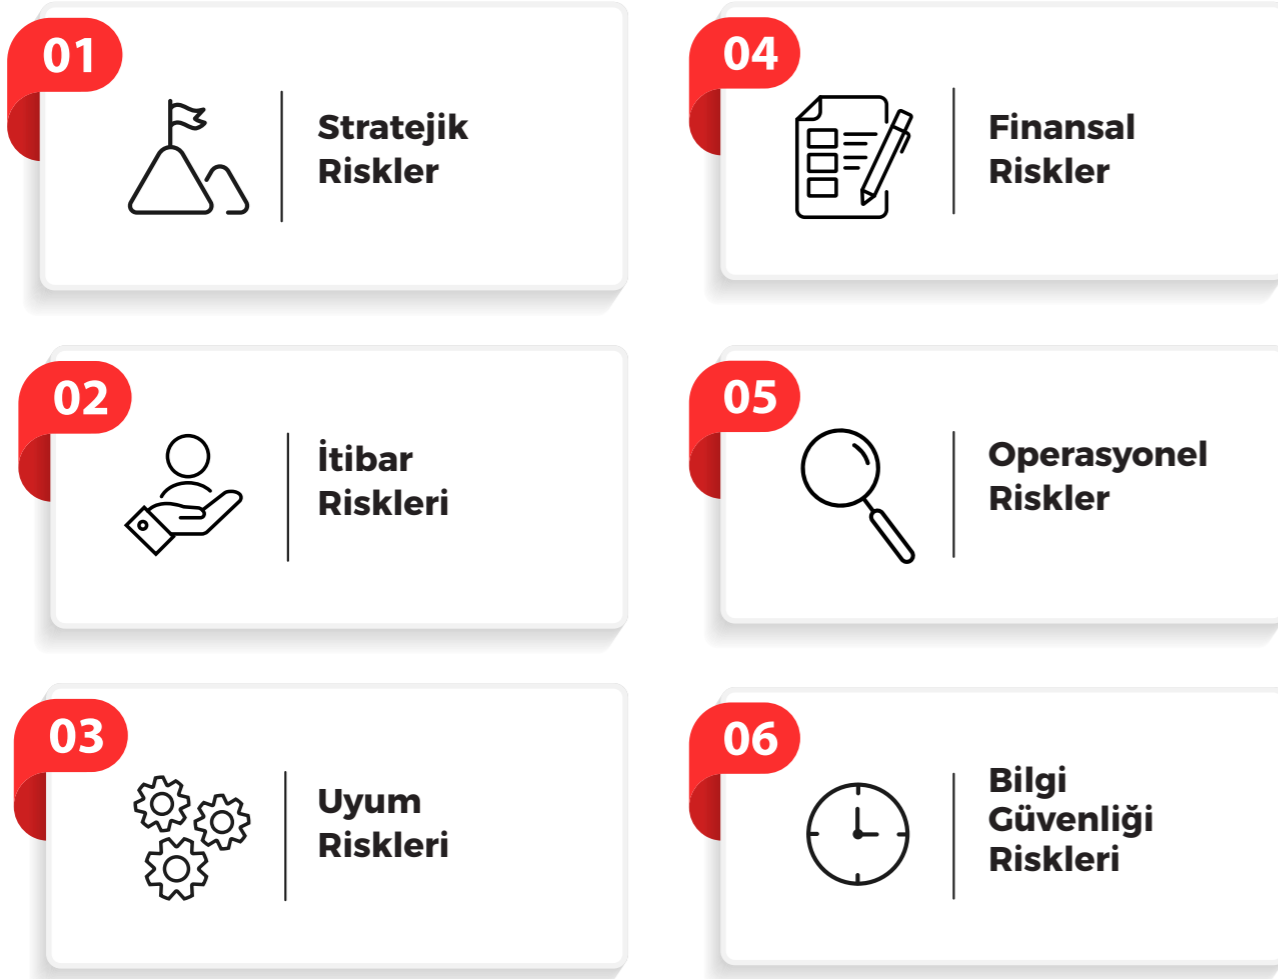 01
Stratejik
Riskler
02
İtibar
Riskleri
03
Uyum
Riskleri
04
Finansal
Riskler
05
Operasyonel
Riskler
06
Bilgi
Güvenliği
Riskleri